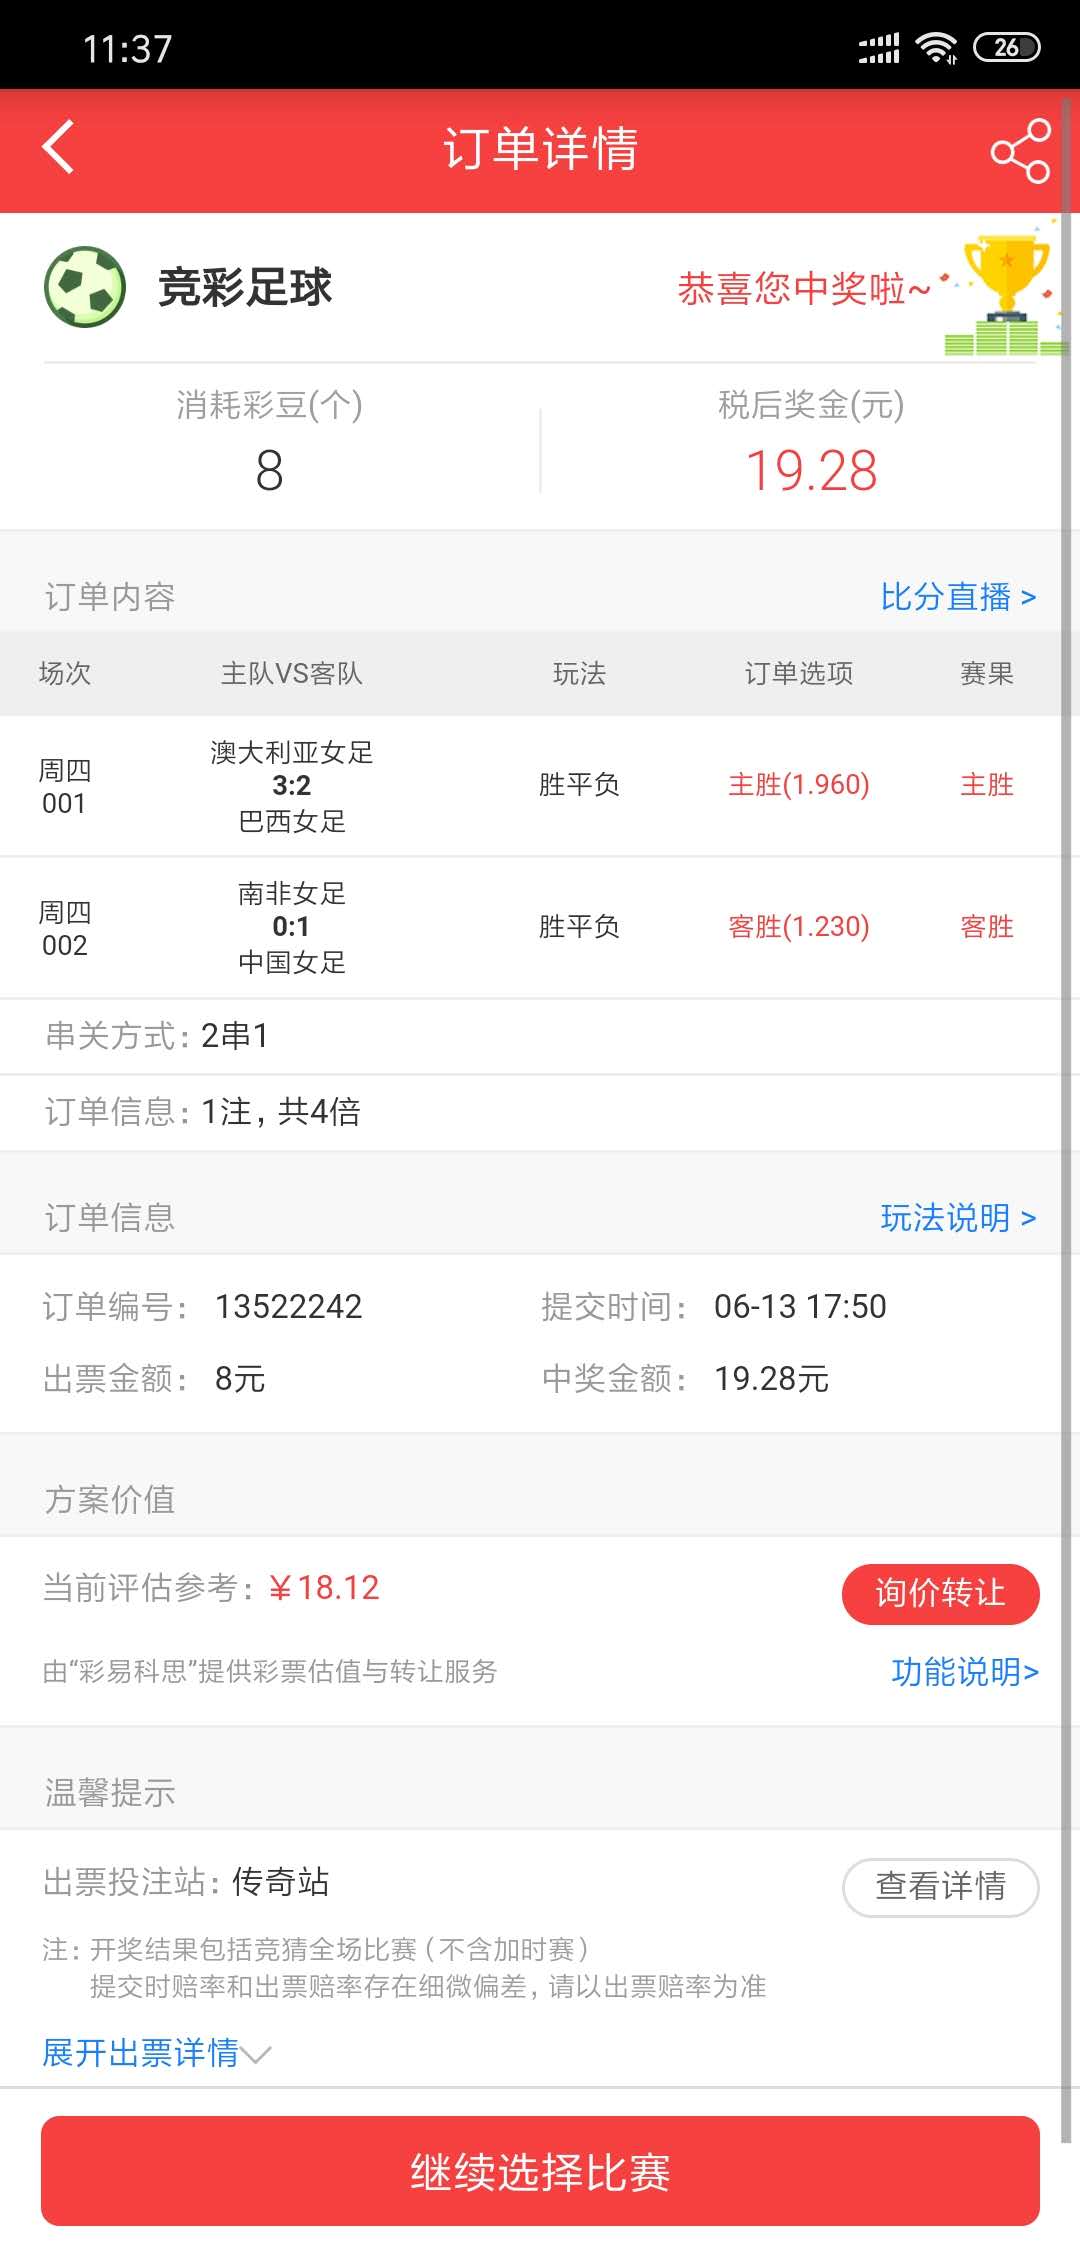 11:37
26
订单详情
竞彩足球
恭喜您中奖啦~
消耗彩豆(个)
税后奖金(元)
8
19.28
订单内容
比分直播 >
场次 主队VS客队 玩法 订单选项 赛果
周四
001
澳大利亚女足
3:2
巴西女足
胜平负
主胜(1.960)
主胜
周四
002
南非女足
0:1
中国女足
胜平负
客胜(1.230)
客胜
串关方式：2串1
订单信息：1注，共4倍
订单信息
玩法说明 >
订单编号： 13522242
提交时间： 06-13 17:50
出票金额： 8元
中奖金额： 19.28元
方案价值
当前评估参考：￥18.12
询价转让
由“彩易科思”提供彩票估值与转让服务
功能说明>
温馨提示
出票投注站：传奇站
查看详情
注：开奖结果包括竞猜全场比赛（不含加时赛）
提交时赔率和出票赔率存在细微偏差，请以出票赔率为准
展开出票详情
继续选择比赛